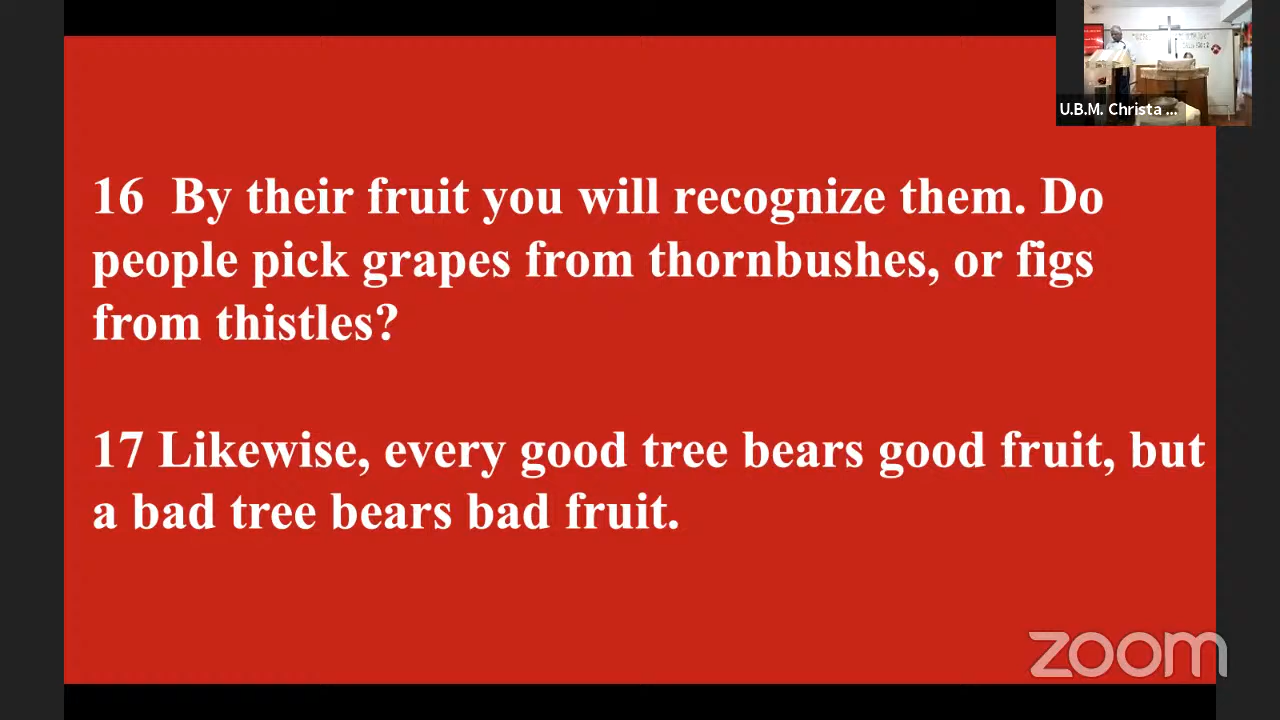 U.B.M. Christa ...
16 By their fruit you will recognize them. Do
people pick grapes from thornbushes, or figs
from thistles?
17 Likewise, every good tree bears good fruit, but
a bad tree bears bad fruit.
zoom